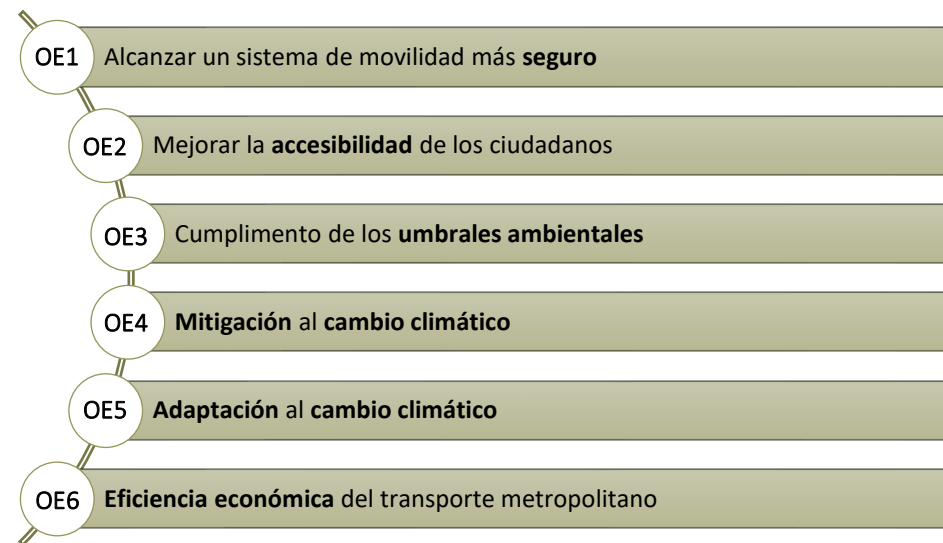 OE1 Alcanzar un sistema de movilidad más seguro
OE2 Mejorar la accesibilidad de los ciudadanos
OE3 Cumplimento de los umbrales ambientales
OE4 Mitigación al cambio climático
OE5 Adaptación al cambio climático
OE6 Eficiencia económica del transporte metropolitano